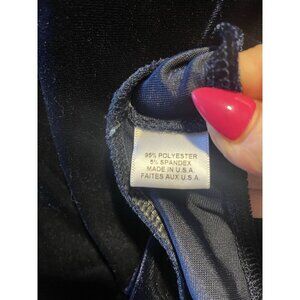 95% POLYESTER
5% SPANDEX
MADE IN U.S.A.
FAITES AUX U.S.A.